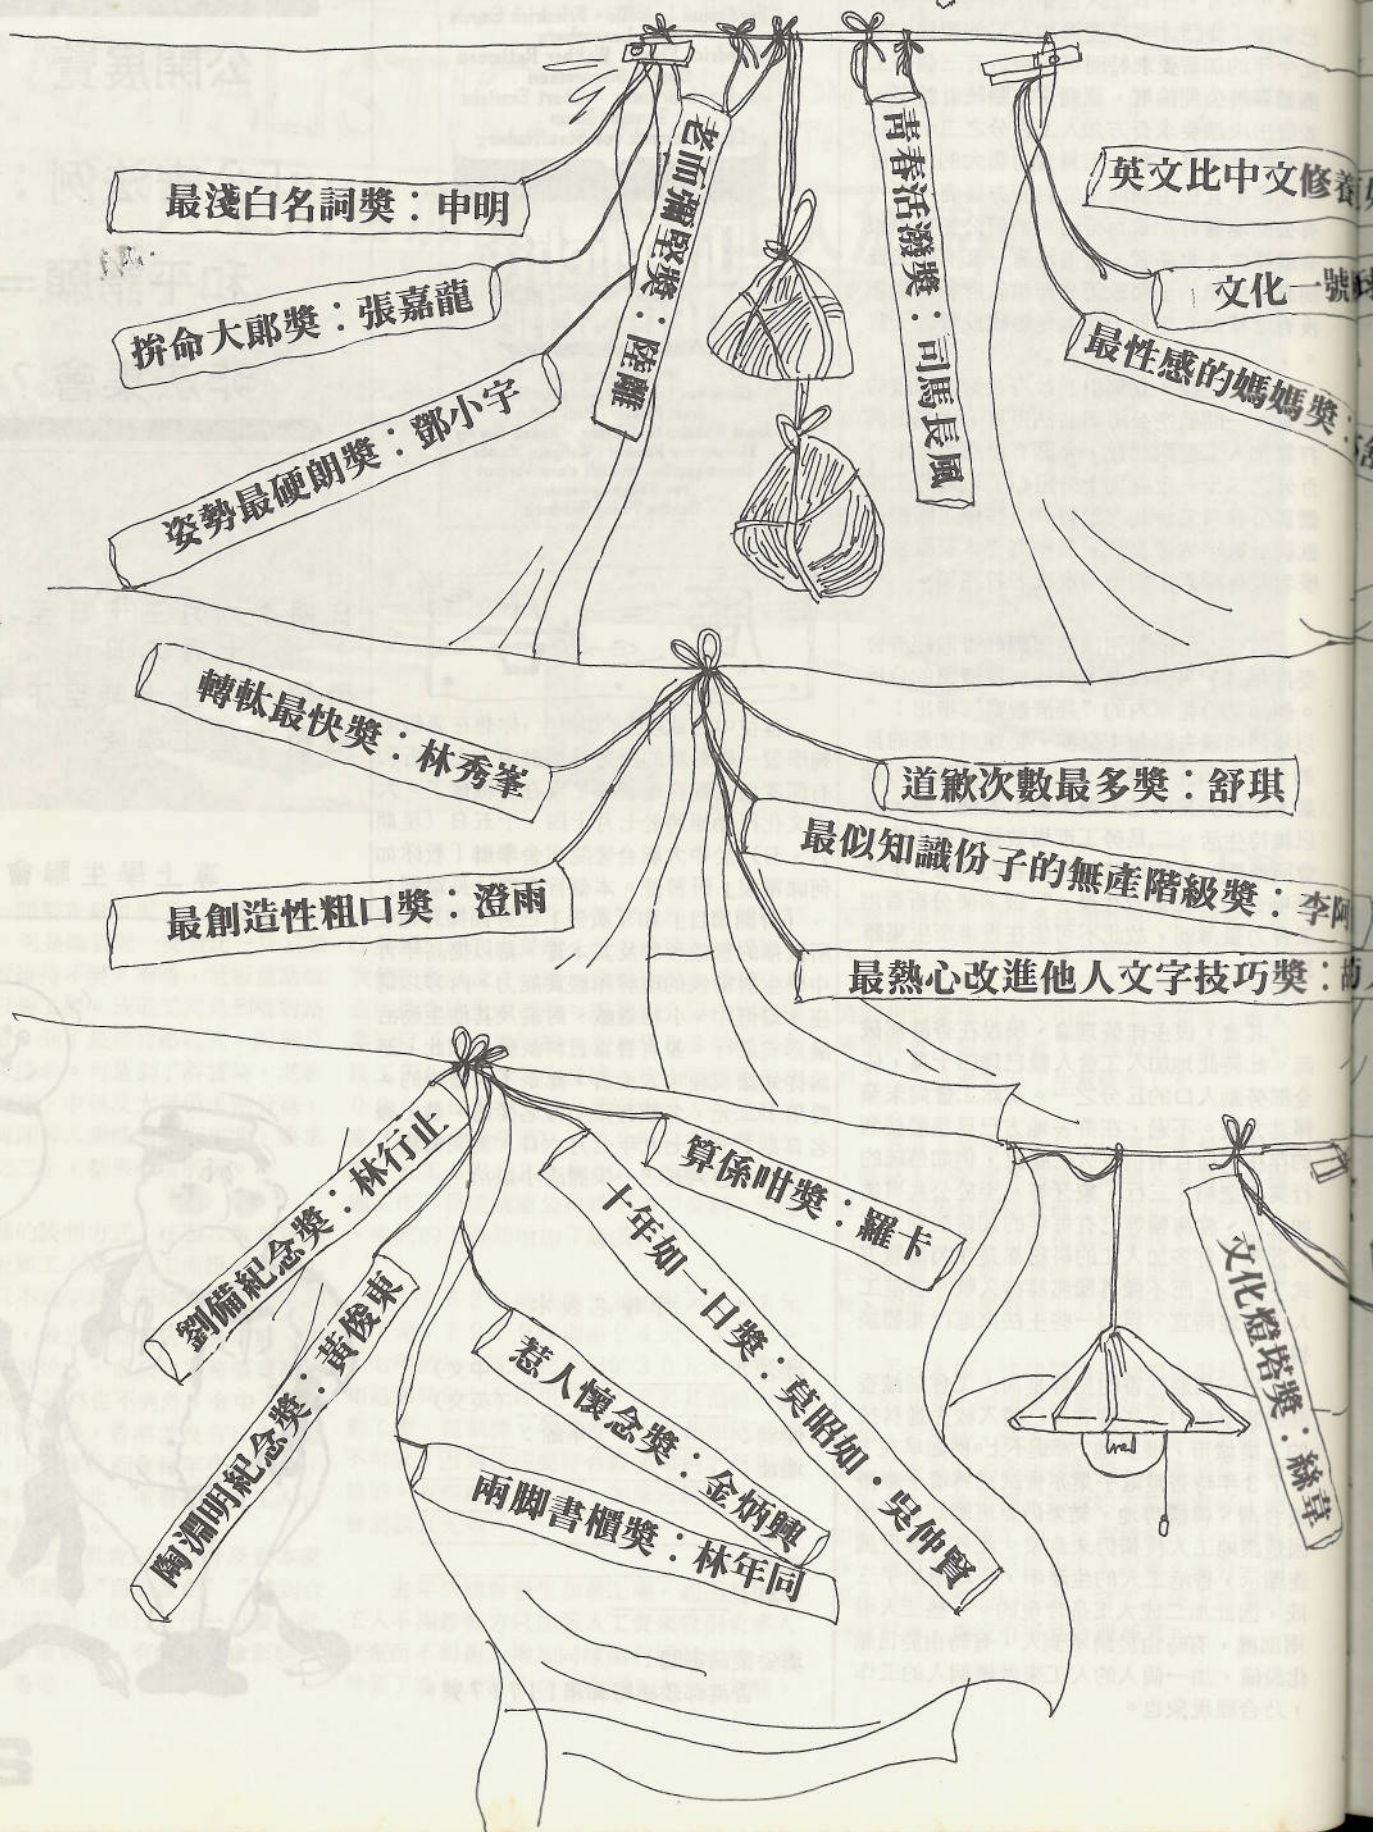 最淺白名詞獎：申明
拚命大郎獎：張嘉龍
姿勢最硬朗獎：鄧小宇
老而彌堅獎：陸離
青春活潑獎：司馬長風
英文比中文修養
文化一號
最性感的媽媽獎：
轉軚最快獎：林秀峯
最創造性粗口獎：澄雨
道歉次數最多獎：舒琪
最似知識份子的無產階級獎：李
最熱心改進他人文字技巧獎：
劉備紀念獎：林行止
陶淵明紀念獎：黃俊東
算係咁獎：羅卡
十年如一日獎：莫昭如·吳仲賢
惹人懷念獎：金炳興
兩脚書櫃獎：林年同
文化燈塔獎：絲韋